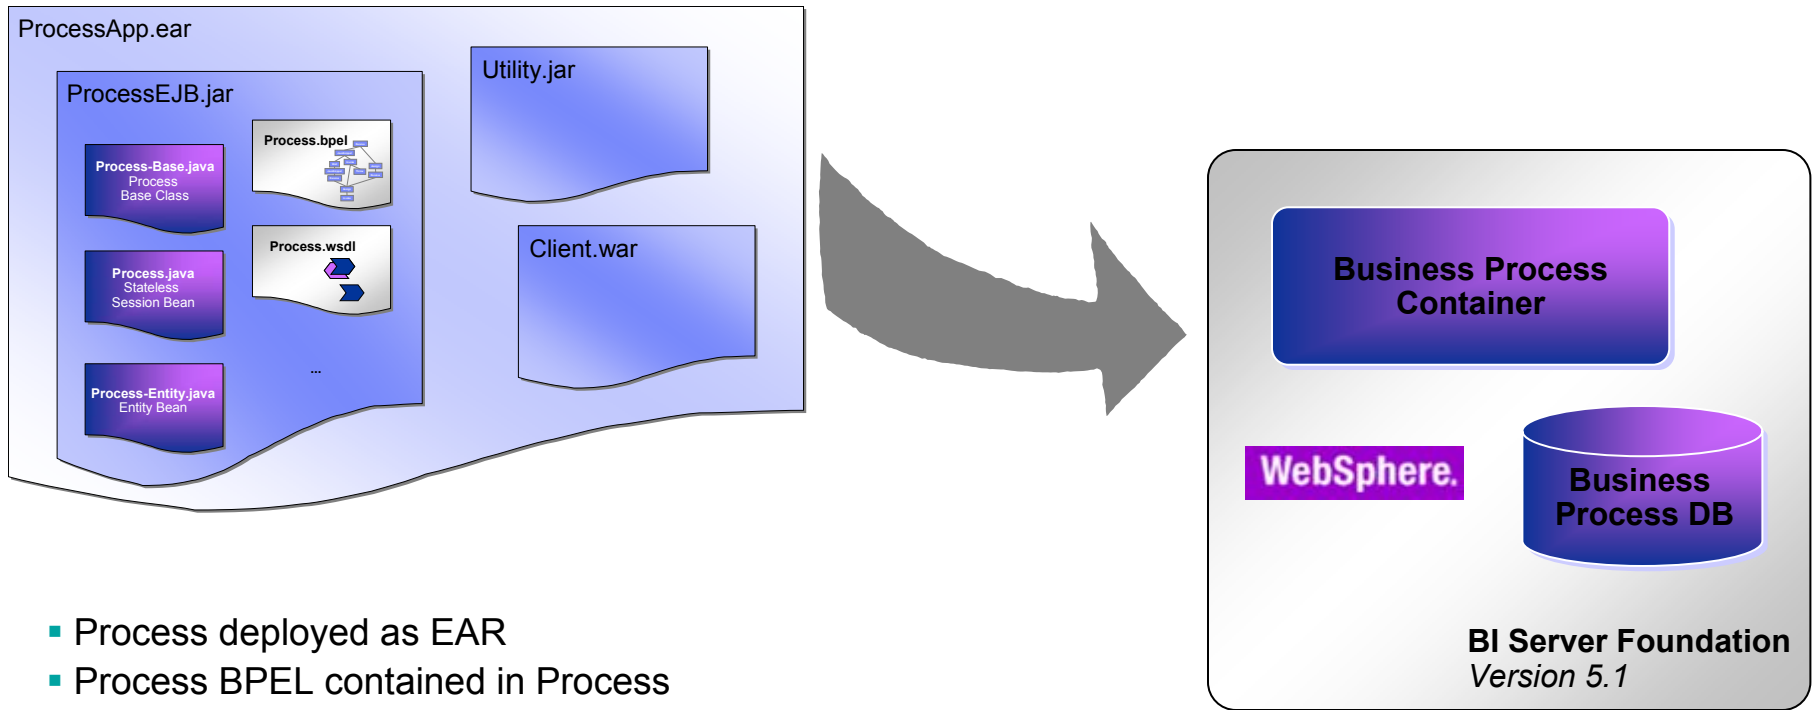 ProcessApp.ear
ProcessEJB.jar
Process-Base.java
Process
Base Class
Process.java
Stateless
Session Bean
Process-Entity.java
Entity Bean
Process.bpel
Process.wsdl
...
Utility.jar
Client.war
Business Process
Container
WebSphere.
Business
Process DB
BI Server Foundation
Version 5.1
▪ Process deployed as EAR
▪ Process BPEL contained in Process